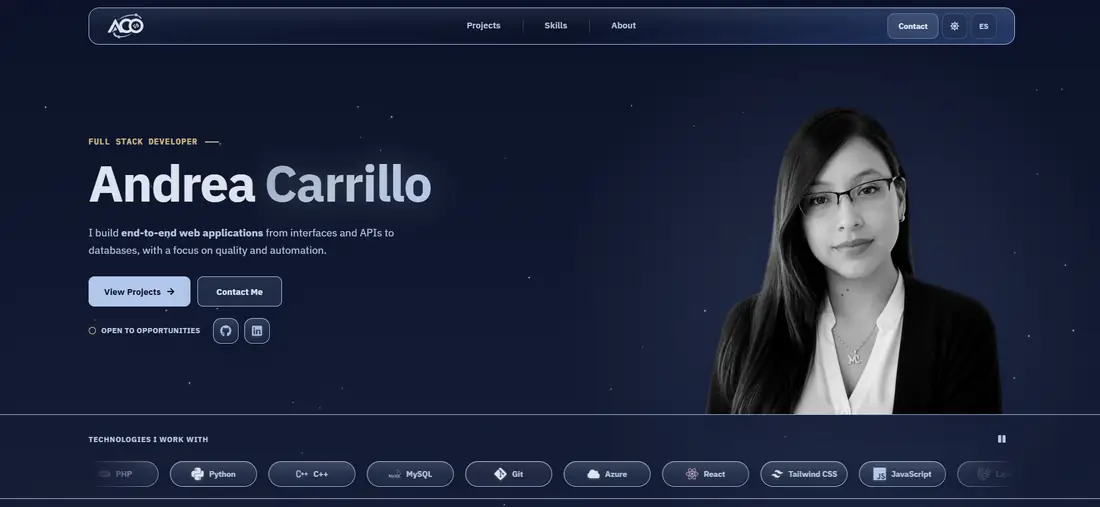 ACO
Projects
Skills
About
Contact
ES
FULL STACK DEVELOPER
Andrea Carrillo
I build end-to-end web applications from interfaces and APIs to
databases, with a focus on quality and automation.
View Projects →
Contact Me
OPEN TO OPPORTUNITIES
TECHNOLOGIES I WORK WITH
PHP
Python
C++ C++
MySQL
Git
Azure
React
Tailwind CSS
JS JavaScript